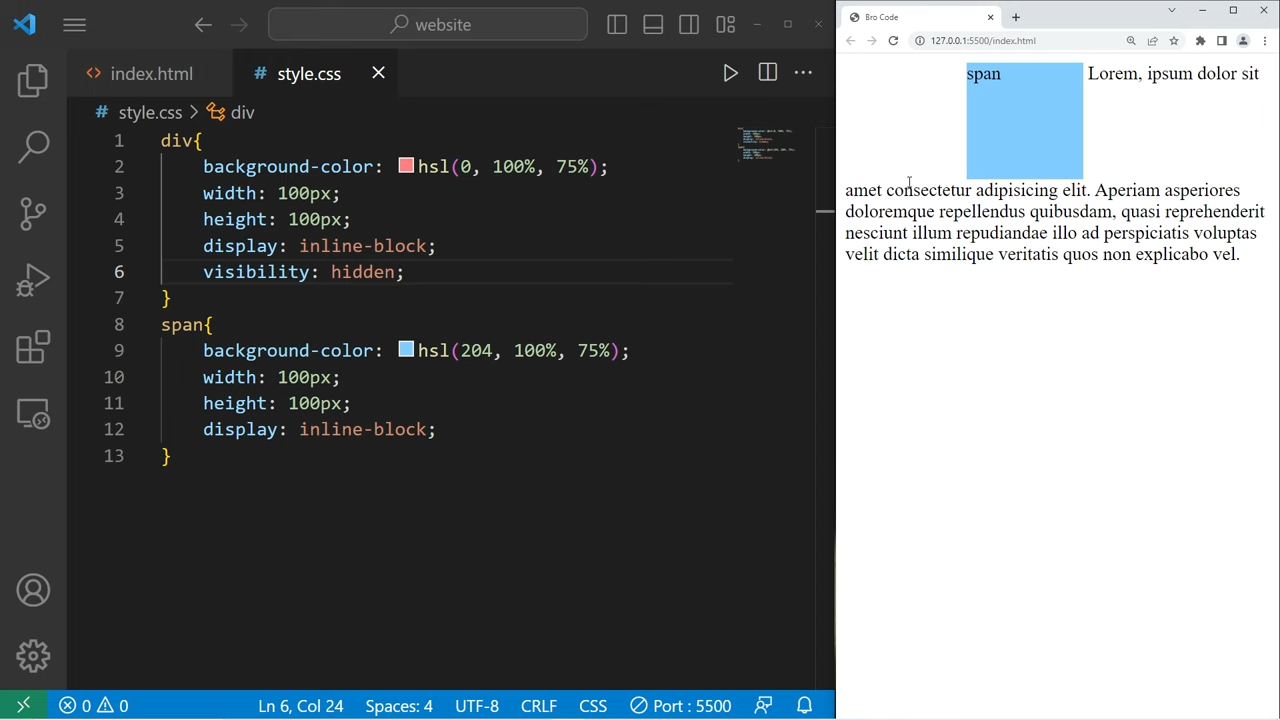 website
index.html
style.css
style.css > div
1 div{
2 background-color: hsl(0, 100%, 75%);
3 width: 100px;
4 height: 100px;
5 display: inline-block;
6 visibility: hidden;
7 }
8 span{
9 background-color: hsl(204, 100%, 75%);
10 width: 100px;
11 height: 100px;
12 display: inline-block;
13 }
0 0
Ln 6, Col 24
Spaces: 4
UTF-8
CRLF
CSS
Port : 5500
Bro Code
127.0.0.1:5500/index.html
span Lorem, ipsum dolor sit
amet consectetur adipisicing elit. Aperiam asperiores
doloremque repellendus quibusdam, quasi reprehenderit
nesciunt illum repudiandae illo ad perspiciatis voluptas
velit dicta similique veritatis quos non explicabo vel.